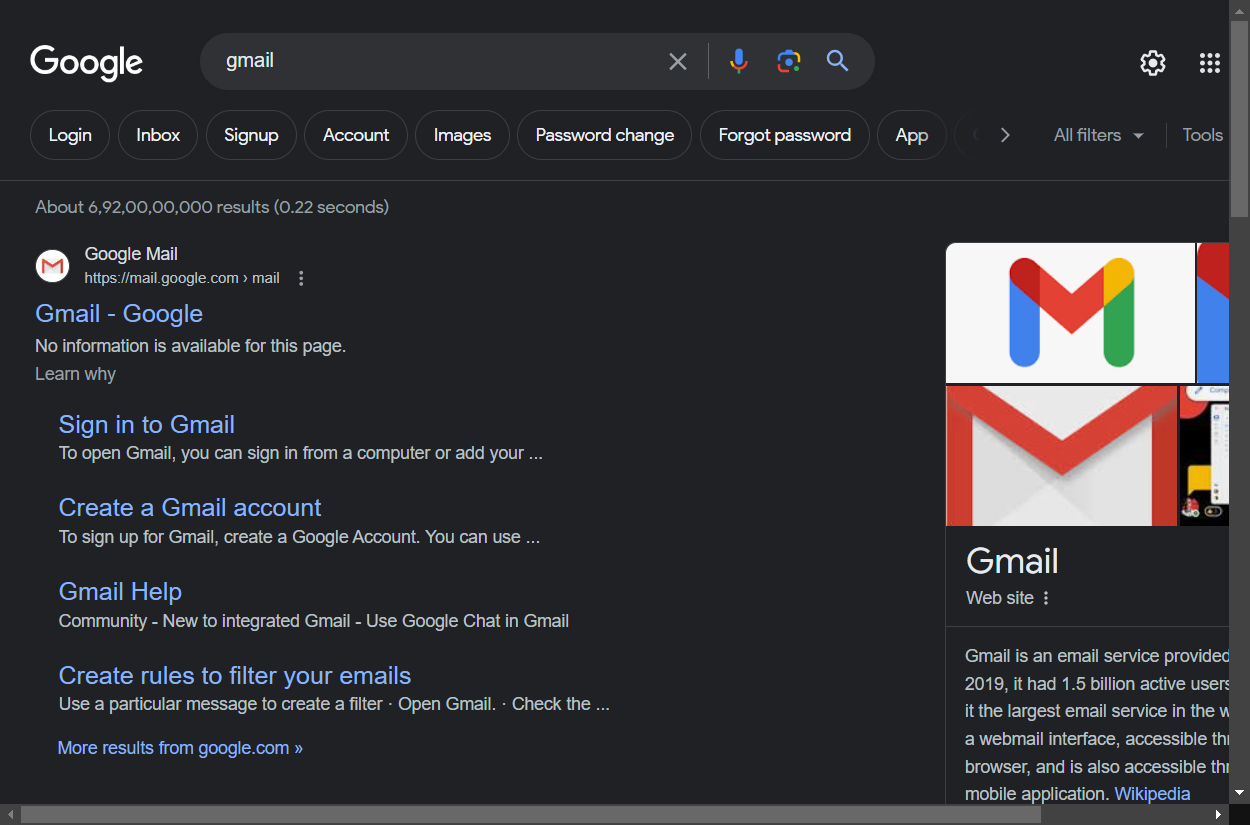 Google
gmail
Login
Inbox
Signup
Account
Images
Password change
Forgot password
App
All filters
Tools
About 6,92,00,00,000 results (0.22 seconds)
Google Mail
https://mail.google.com › mail
Gmail - Google
No information is available for this page.
Learn why
Sign in to Gmail
To open Gmail, you can sign in from a computer or add your ...
Create a Gmail account
To sign up for Gmail, create a Google Account. You can use ...
Gmail Help
Community - New to integrated Gmail - Use Google Chat in Gmail
Create rules to filter your emails
Use a particular message to create a filter · Open Gmail. · Check the ...
More results from google.com »
Gmail
Web site
Gmail is an email service provided
2019, it had 1.5 billion active users
it the largest email service in the w
a webmail interface, accessible thr
browser, and is also accessible thr
mobile application. Wikipedia